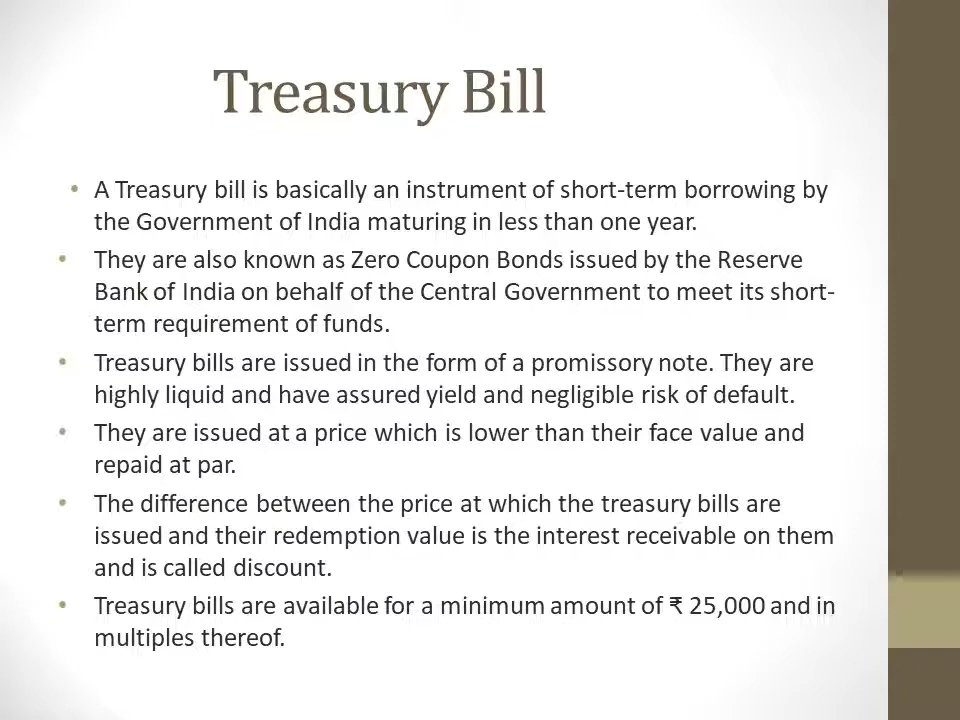 Treasury Bill
• A Treasury bill is basically an instrument of short-term borrowing by
the Government of India maturing in less than one year.
• They are also known as Zero Coupon Bonds issued by the Reserve
Bank of India on behalf of the Central Government to meet its short-
term requirement of funds.
• Treasury bills are issued in the form of a promissory note. They are
highly liquid and have assured yield and negligible risk of default.
• They are issued at a price which is lower than their face value and
repaid at par.
• The difference between the price at which the treasury bills are
issued and their redemption value is the interest receivable on them
and is called discount.
• Treasury bills are available for a minimum amount of ₹ 25,000 and in
multiples thereof.